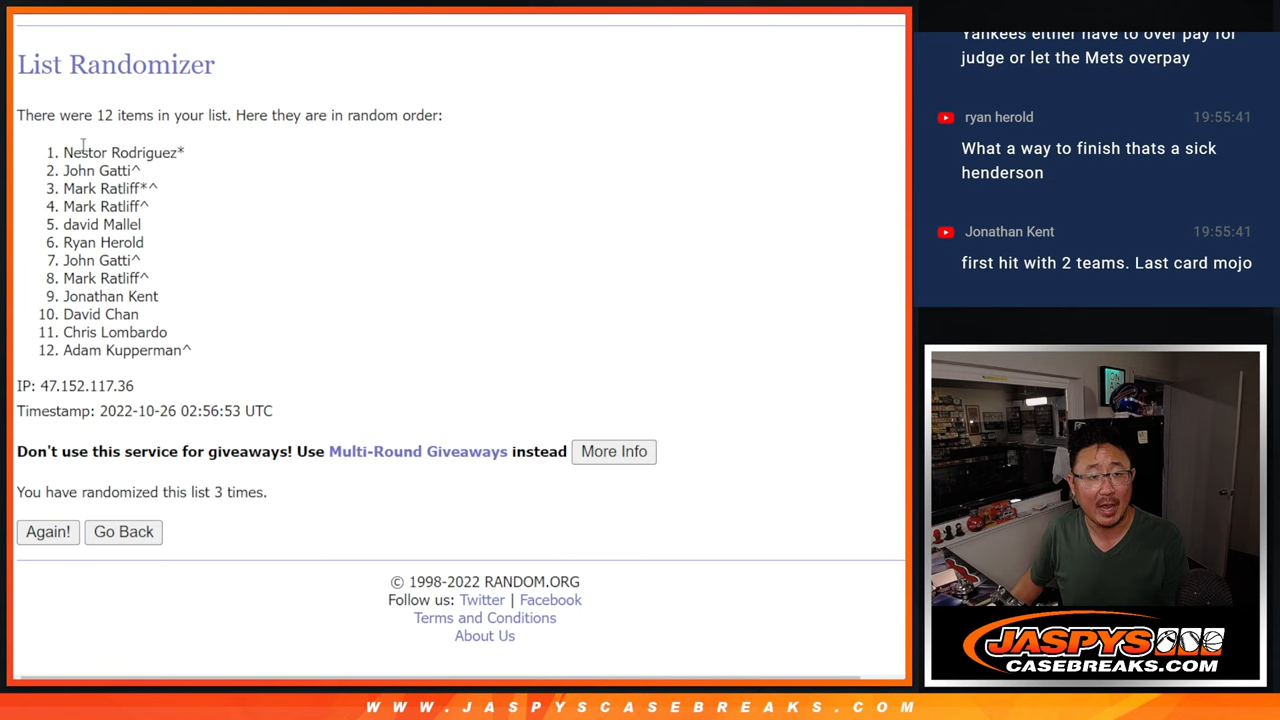 List Randomizer
There were 12 items in your list. Here they are in random order:
1. Nestor Rodriguez*
2. John Gatti^
3. Mark Ratliff*^
4. Mark Ratliff^
5. david Mallel
6. Ryan Herold
7. John Gatti^
8. Mark Ratliff^
9. Jonathan Kent
10. David Chan
11. Chris Lombardo
12. Adam Kupperman^
IP: 47.152.117.36
Timestamp: 2022-10-26 02:56:53 UTC
Don't use this service for giveaways! Use Multi-Round Giveaways instead More Info
You have randomized this list 3 times.
Again! Go Back
© 1998-2022 RANDOM.ORG
Follow us: Twitter | Facebook
Terms and Conditions
About Us
Yankees either have to over pay for
judge or let the Mets overpay
ryan herold 19:55:41
What a way to finish thats a sick
henderson
Jonathan Kent 19:55:41
first hit with 2 teams. Last card mojo
ON
JASPYS
CASEBREAKS.COM
WWW.JASPYSCASEBREAKS.COM